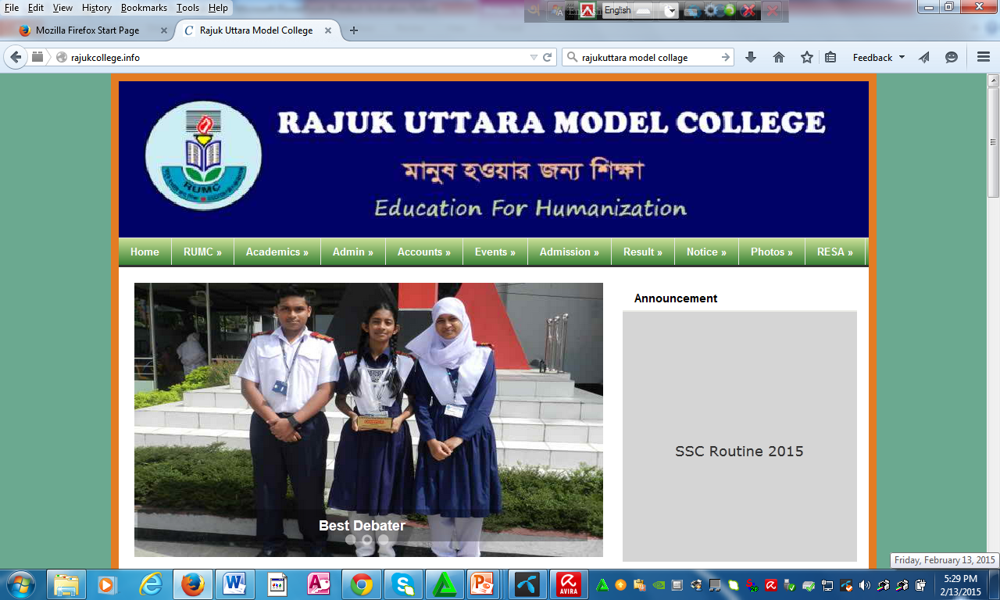 File Edit View History Bookmarks Tools Help
English
Mozilla Firefox Start Page
Rajuk Uttara Model College
rajukcollege.info
rajukuttara model collage
Feedback
RAJUK UTTARA MODEL COLLEGE
মানুষ হওয়ার জন্য শিক্ষা
Education For Humanization
RUMC
Home RUMC » Academics » Admin » Accounts » Events » Admission » Result » Notice » Photos » RESA »
Announcement
SSC Routine 2015
Best Debater
Friday, February 13, 2015
AVIRA
5:29 PM
2/13/2015